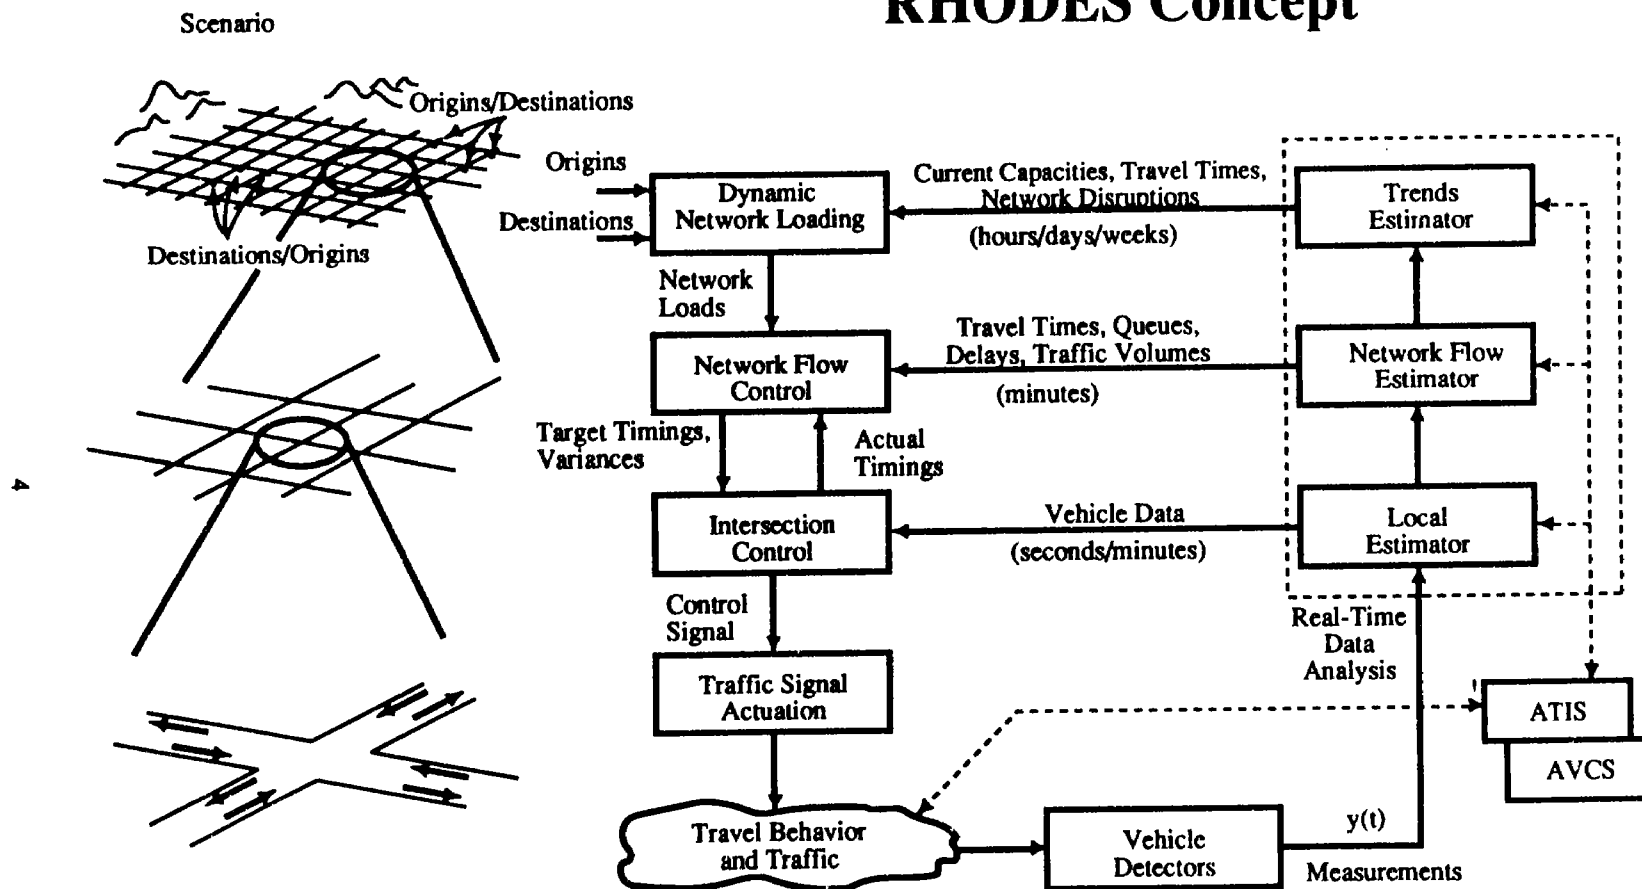 RHODES Concept
Scenario
Origins/Destinations
Destinations/Origins
Origins
Destinations
Dynamic
Network Loading
Current Capacities, Travel Times,
Network Disruptions
(hours/days/weeks)
Trends
Estimator
Network
Loads
Network Flow
Control
Travel Times, Queues,
Delays, Traffic Volumes
(minutes)
Network Flow
Estimator
Target Timings,
Variances
Actual
Timings
4
Intersection
Control
Vehicle Data
(seconds/minutes)
Local
Estimator
Control
Signal
Real-Time
Data
Analysis
Traffic Signal
Actuation
ATIS
AVCS
Travel Behavior
and Traffic
Vehicle
Detectors
y(t)
Measurements